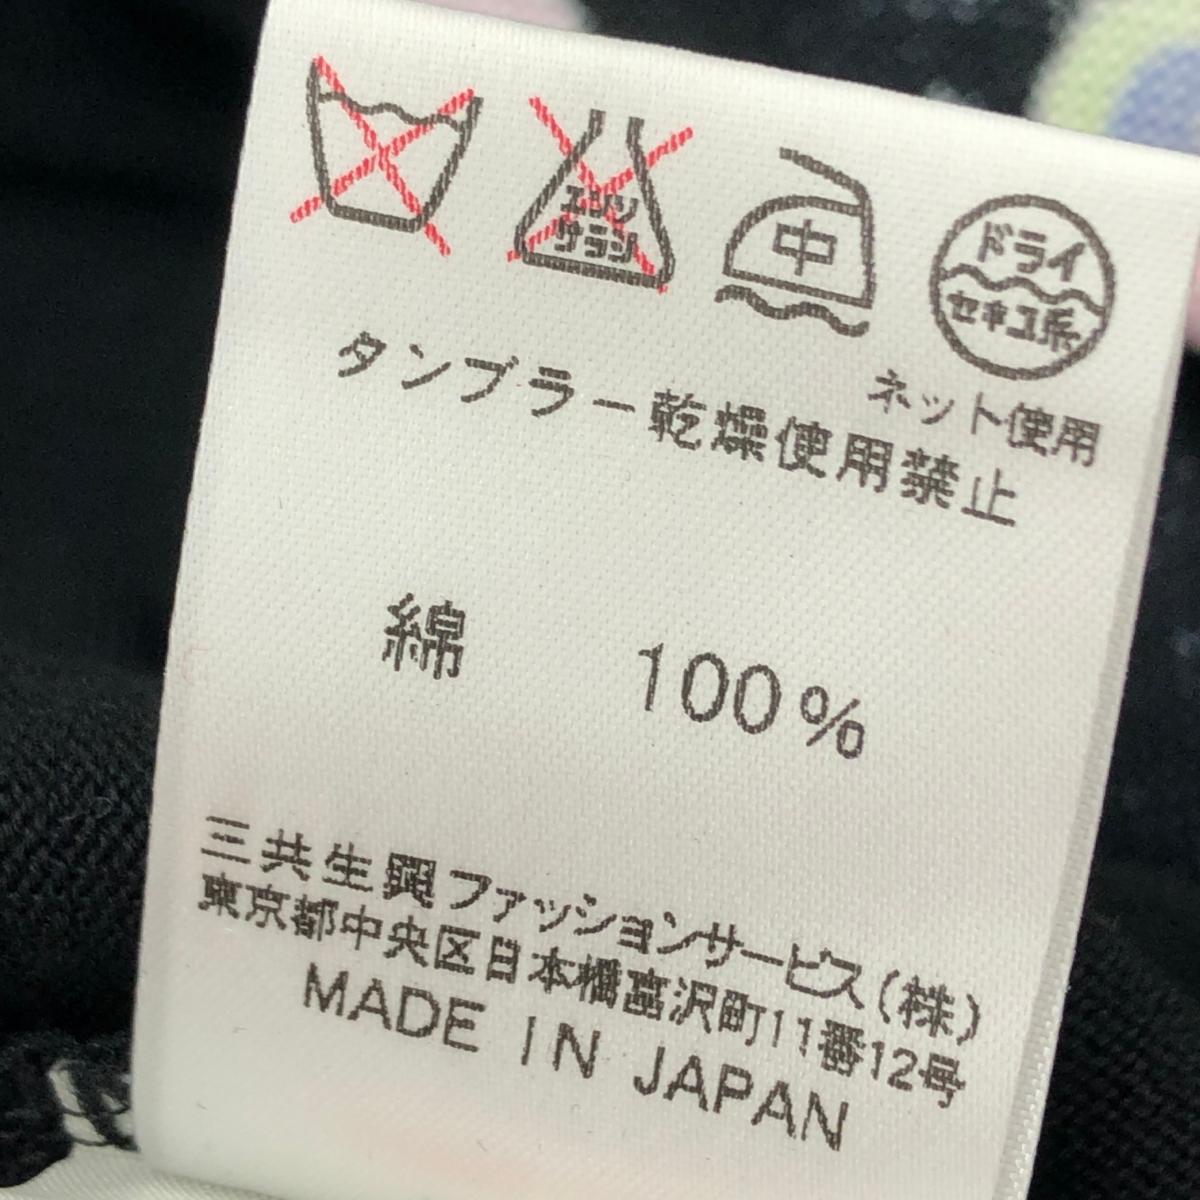 エンソ
サラシ
中
ドライ
セキユ系
ネット使用
タンブラー乾燥使用禁止
綿 100%
三共生興ファッションサービス(株)
東京都中央区日本橋富沢町11番12号
MADE IN JAPAN